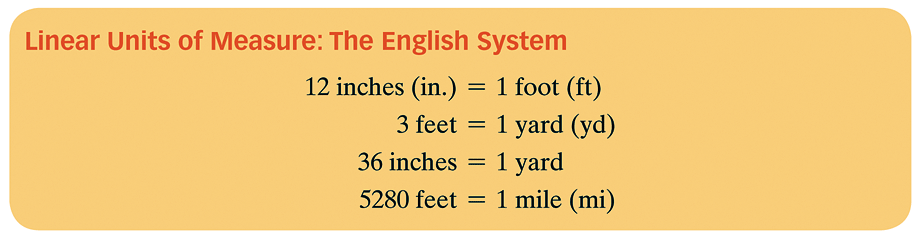 Linear Units of Measure: The English System
12 inches (in.) = 1 foot (ft)
3 feet = 1 yard (yd)
36 inches = 1 yard
5280 feet = 1 mile (mi)